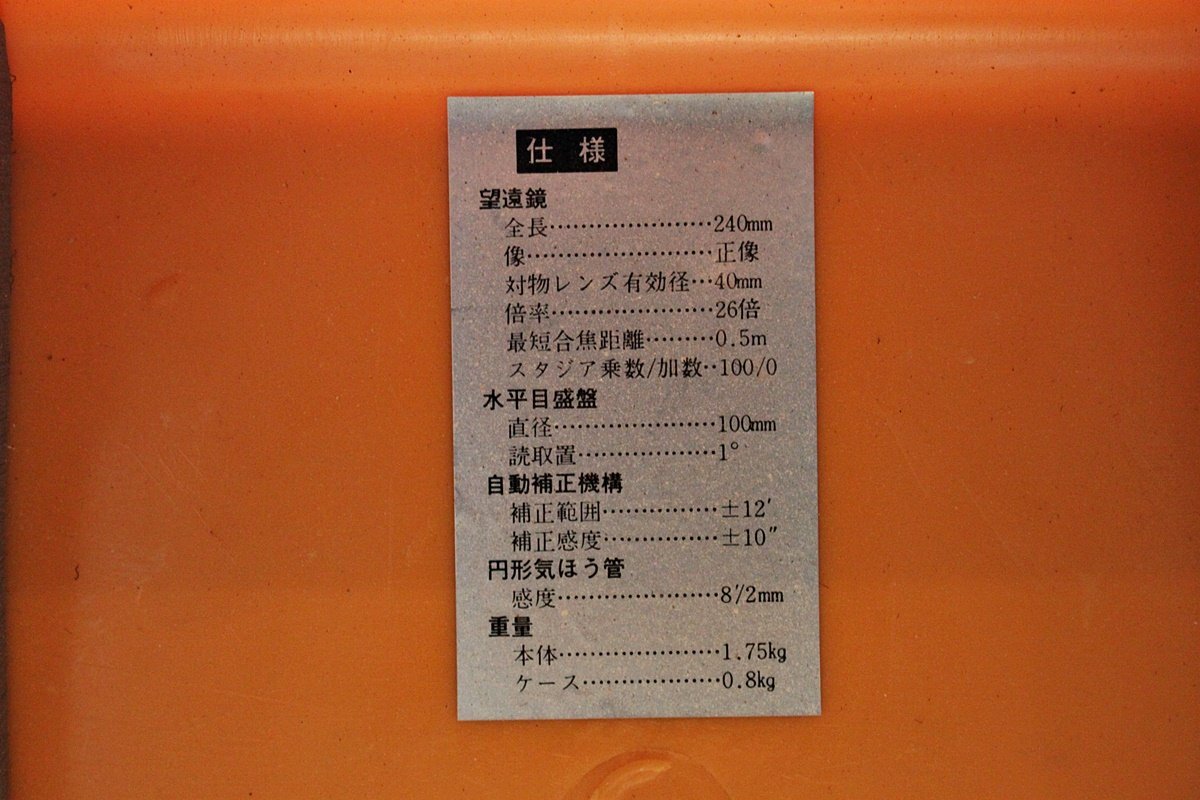 仕 様
望遠鏡
全長…………………240mm
像……………………正像
対物レンズ有効径…40mm
倍率…………………26倍
最短合焦距離………0.5m
スタジア乗数/加数‥100/0
水平目盛盤
直径…………………100mm
読取置………………1°
自動補正機構
補正範囲……………±12′
補正感度……………±10″
円形気ほう管
感度…………………8′/2mm
重量
本体…………………1.75kg
ケース………………0.8kg